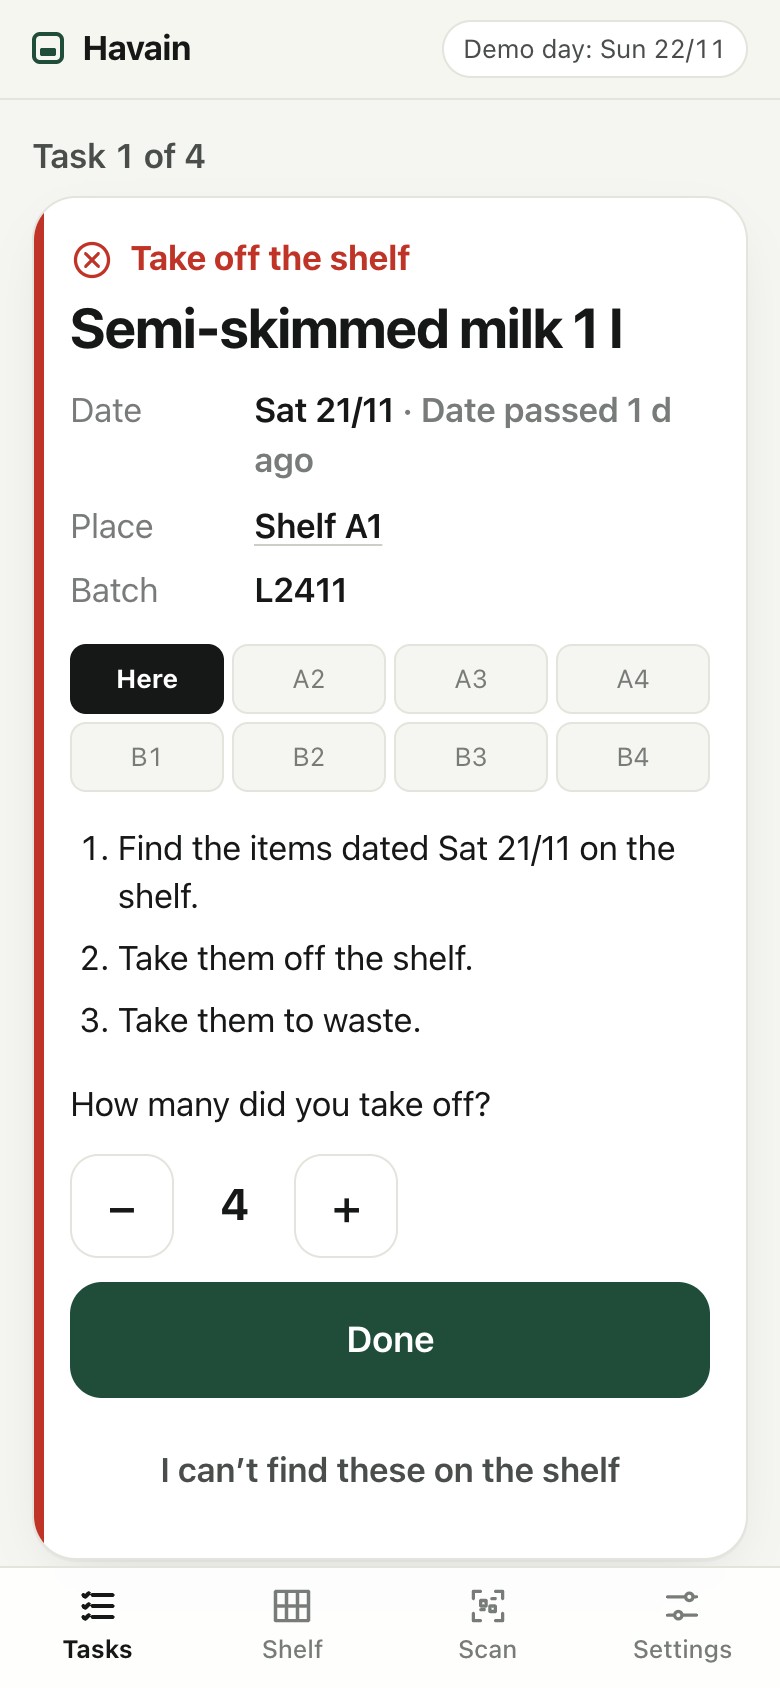 Havain
Demo day: Sun 22/11
Task 1 of 4
Take off the shelf
Semi-skimmed milk 1 l
Date
Sat 21/11 · Date passed 1 d
ago
Place
Shelf A1
Batch
L2411
Here
A2
A3
A4
B1
B2
B3
B4
1. Find the items dated Sat 21/11 on the
shelf.
2. Take them off the shelf.
3. Take them to waste.
How many did you take off?
− 4 +
Done
I can’t find these on the shelf
Tasks
Shelf
Scan
Settings